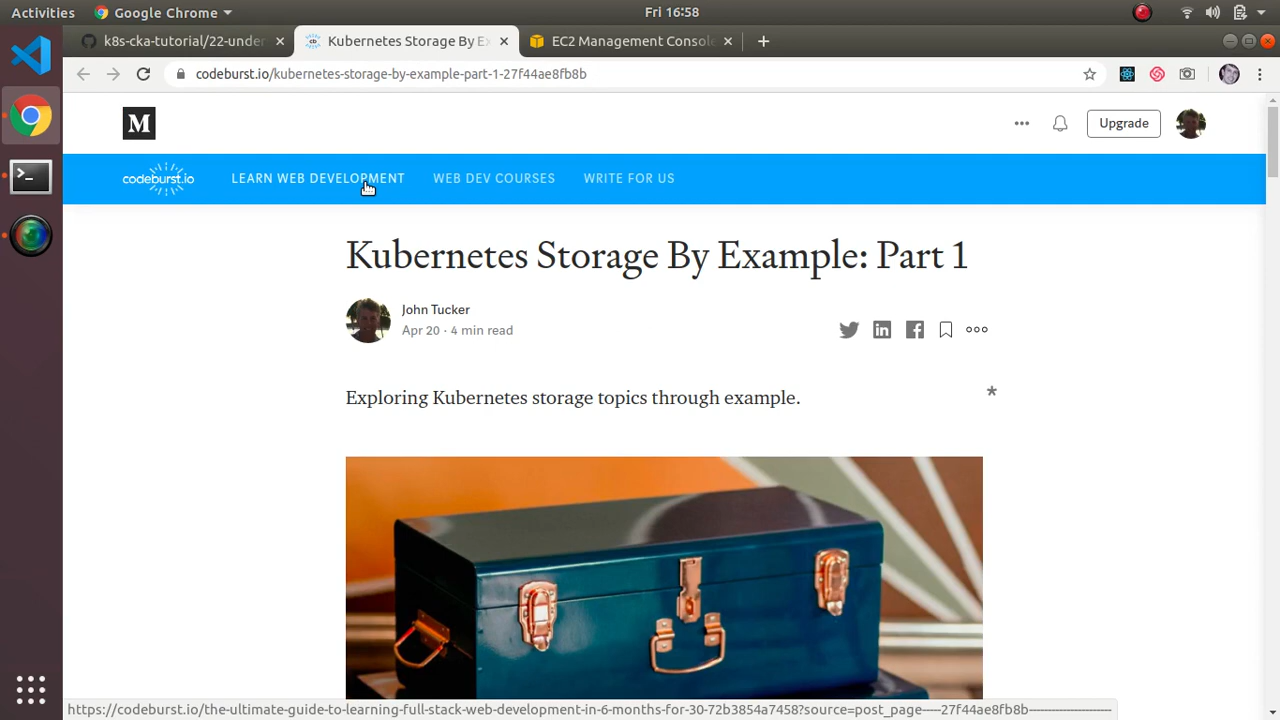 Activities Google Chrome Fri 16:58
k8s-cka-tutorial/22-under Kubernetes Storage By Ex EC2 Management Consol
codeburst.io/kubernetes-storage-by-example-part-1-27f44ae8fb8b
M Upgrade
codeburst.io LEARN WEB DEVELOPMENT WEB DEV COURSES WRITE FOR US
Kubernetes Storage By Example: Part 1
John Tucker
Apr 20 · 4 min read
Exploring Kubernetes storage topics through example.
*
https://codeburst.io/the-ultimate-guide-to-learning-full-stack-web-development-in-6-months-for-30-72b3854a7458?source=post_page-----27f44ae8fb8b----------------------